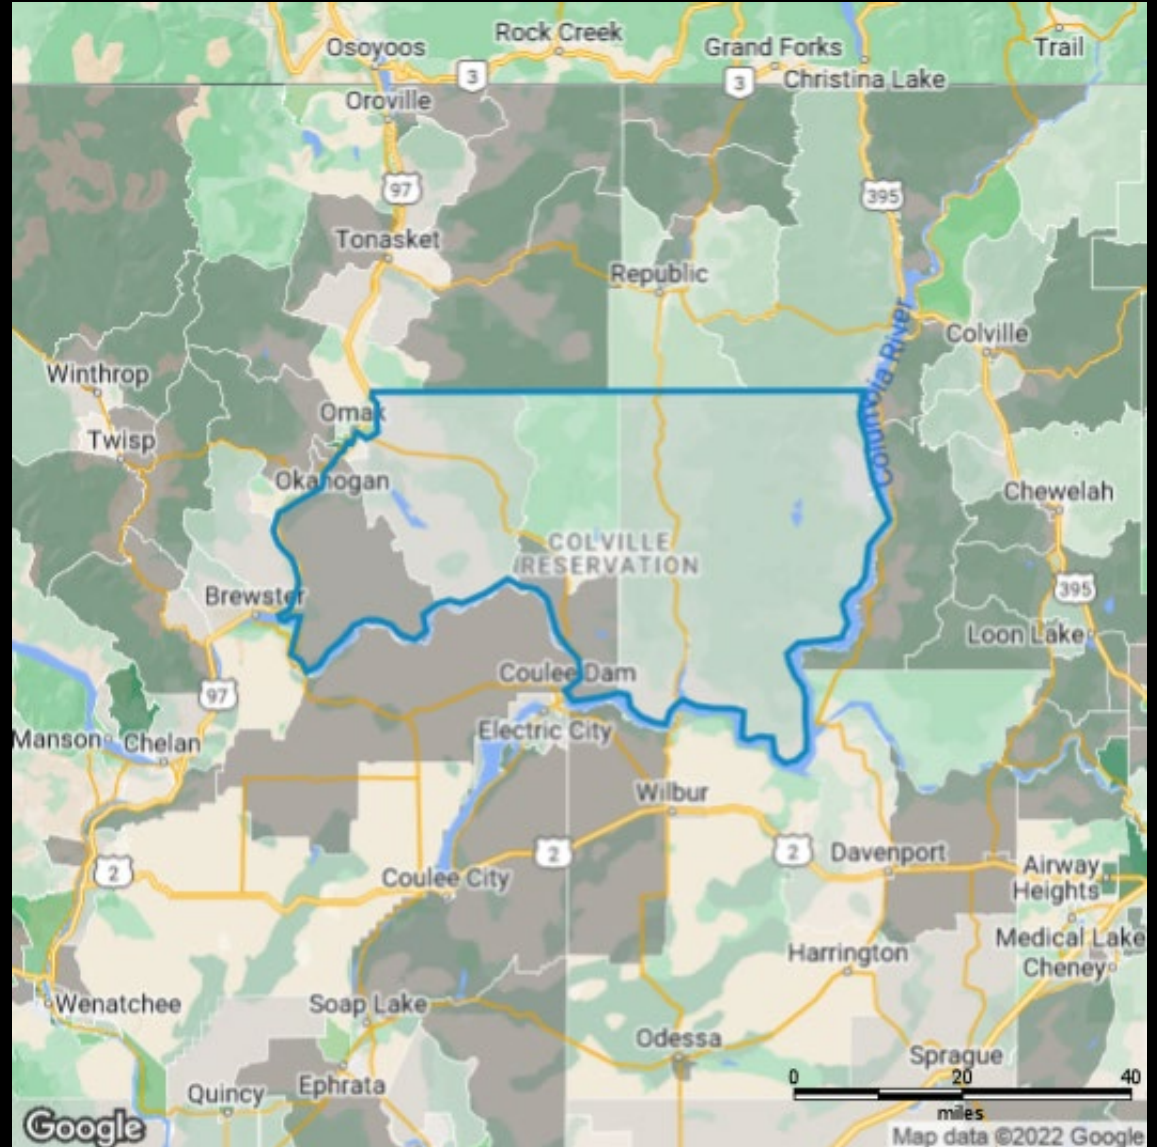 Rock Creek
Osoyoos
Grand Forks
Trail
3
3
Christina Lake
Oroville
97
395
Tonasket
Republic
Columbia River
Colville
Winthrop
Omak
Twisp
Okanogan
Chewelah
COLVILLE
RESERVATION
395
Brewster
Loon Lake
Coulee Dam
97
Electric City
Manson
Chelan
Wilbur
2
2
2
Davenport
Airway
Heights
Coulee City
Medical Lake
Harrington
Cheney
Wenatchee
Soap Lake
Odessa
Sprague
0 20 40
miles
Ephrata
Quincy
Google
Map data ©2022 Google